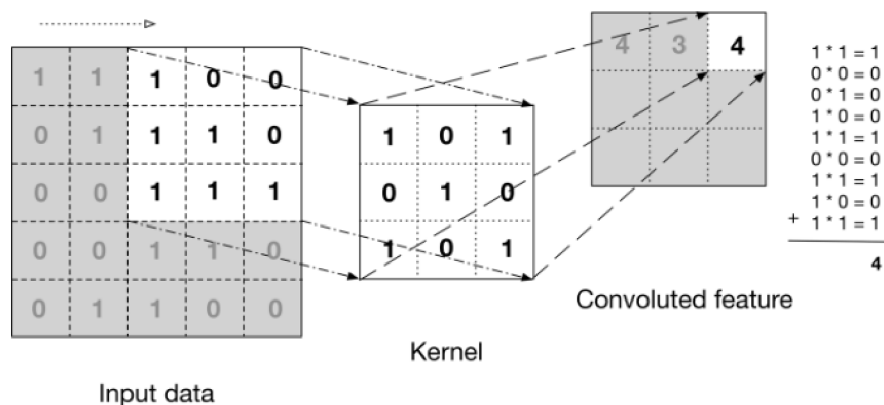 1 1 1 0 0
0 1 1 1 0
0 0 1 1 1
0 0 1 1 0
0 1 1 0 0
Input data
1 0 1
0 1 0
1 0 1
Kernel
4 3 4
Convoluted feature
1 * 1 = 1
0 * 0 = 0
0 * 1 = 0
1 * 0 = 0
1 * 1 = 1
0 * 0 = 0
1 * 1 = 1
1 * 0 = 0
+ 1 * 1 = 1
4